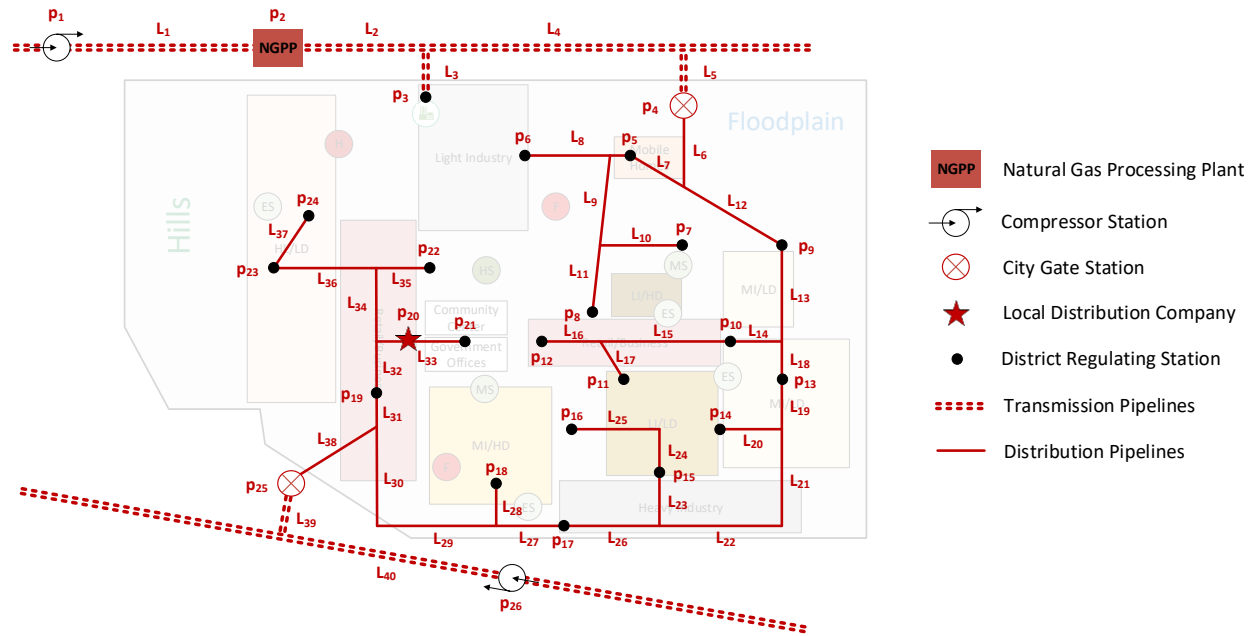 p1
p2
L1
NGPP
L2
L4
L3
L5
p3
p4
Floodplain
p6
L8
p5
L6
Light Industry
Mobile
L7
H
NGPP
Natural Gas Processing Plant
Compressor Station
City Gate Station
Local Distribution Company
District Regulating Station
Transmission Pipelines
Distribution Pipelines
Hills
ES
p24
L9
F
L12
L37
L10
p7
p9
p22
MS
p23
L36
L35
HS
L11
MI/LD
L13
LI/HD
L34
p20
Community
p21
p8
ES
p10
Government
Offices
L33
L16
L15
L14
L32
p12
L17
L18
p19
MS
p11
ES
p13
L31
p16
L25
LI/LD
p14
L19
L38
MI/HD
L20
p18
L24
p15
p25
L30
L21
L28
ES
L23
Heavy Industry
L39
L29
L27
p17
L26
L22
L40
p26